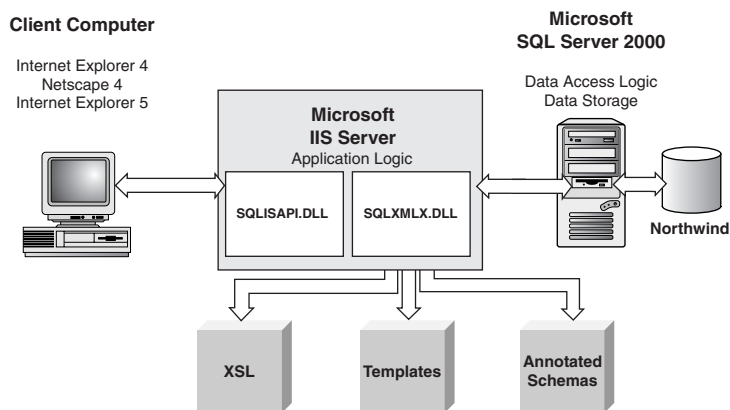 Client Computer
Internet Explorer 4
Netscape 4
Internet Explorer 5
Microsoft
SQL Server 2000
Data Access Logic
Data Storage
Microsoft
IIS Server
Application Logic
SQLISAPI.DLL
SQLXMLX.DLL
Northwind
XSL
Templates
Annotated
Schemas